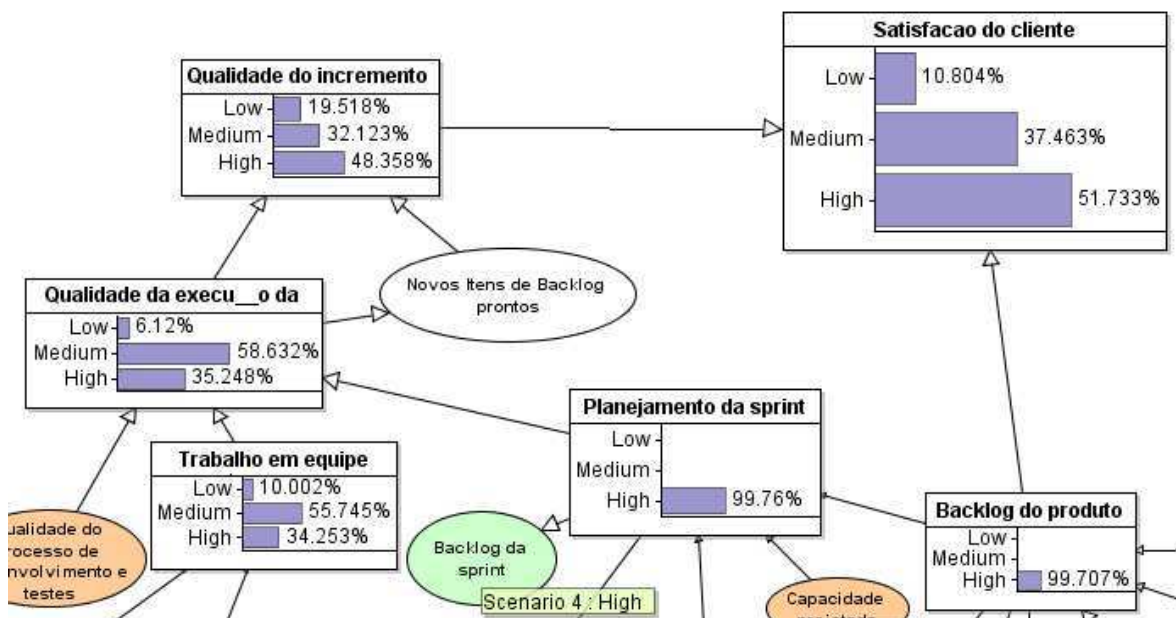 Satisfacao do cliente
Low
10.804%
Medium
37.463%
High
51.733%
Qualidade do incremento
Low
19.518%
Medium
32.123%
High
48.358%
Novos Itens de Backlog
prontos
Qualidade da execu__o da
Low
6.12%
Medium
58.632%
High
35.248%
Planejamento da sprint
Low
Medium
High
99.76%
Trabalho em equipe
Low
10.002%
Medium
55.745%
High
34.253%
Backlog do produto
Low
Medium
High
99.707%
ualidade do
rocesso de
nvolvimento e
testes
Backlog da
sprint
Scenario 4 : High
Capacidade